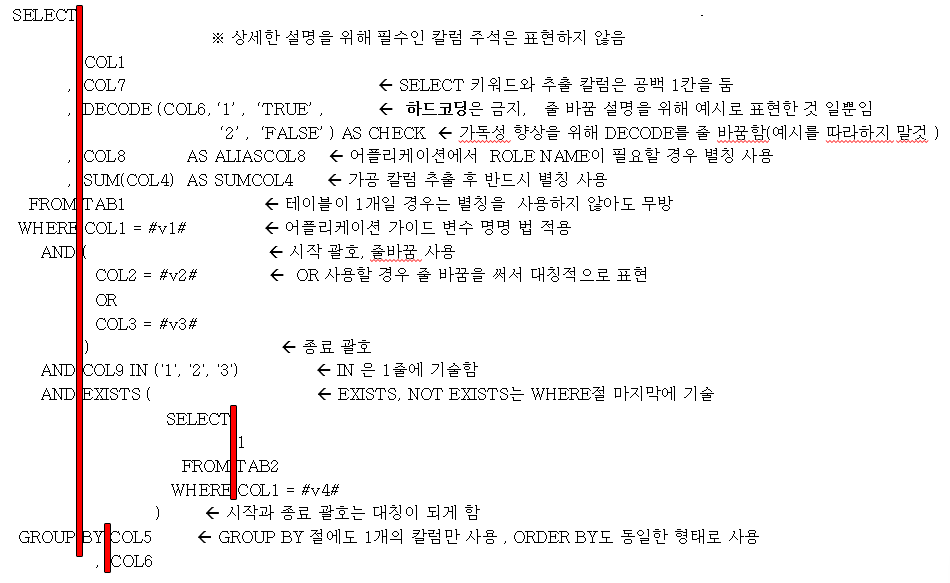 SELECT
※ 상세한 설명을 위해 필수인 칼럼 주석은 표현하지 않음
COL1
, COL7 ← SELECT 키워드와 추출 칼럼은 공백 1칸을 둠
, DECODE (COL6, ‘1’ , ‘TRUE’ , ← 하드코딩은 금지, 줄 바꿈 설명을 위해 예시로 표현한 것 일뿐임
‘2’ , ‘FALSE’ ) AS CHECK ← 가독성 향상을 위해 DECODE를 줄 바꿈함(예시를 따라하지 말것 )
, COL8 AS ALIASCOL8 ← 어플리케이션에서 ROLE NAME이 필요할 경우 별칭 사용
, SUM(COL4) AS SUMCOL4 ← 가공 칼럼 추출 후 반드시 별칭 사용
FROM TAB1 ← 테이블이 1개일 경우는 별칭을 사용하지 않아도 무방
WHERE COL1 = #v1# ← 어플리케이션 가이드 변수 명명 법 적용
AND ( ← 시작 괄호, 줄바꿈 사용
COL2 = #v2# ← OR 사용할 경우 줄 바꿈을 써서 대칭적으로 표현
OR
COL3 = #v3#
) ← 종료 괄호
AND COL9 IN ('1', '2', '3') ← IN 은 1줄에 기술함
AND EXISTS ( ← EXISTS, NOT EXISTS는 WHERE절 마지막에 기술
SELECT
1
FROM TAB2
WHERE COL1 = #v4#
) ← 시작과 종료 괄호는 대칭이 되게 함
GROUP BY COL5 ← GROUP BY 절에도 1개의 칼럼만 사용 , ORDER BY도 동일한 형태로 사용
, COL6